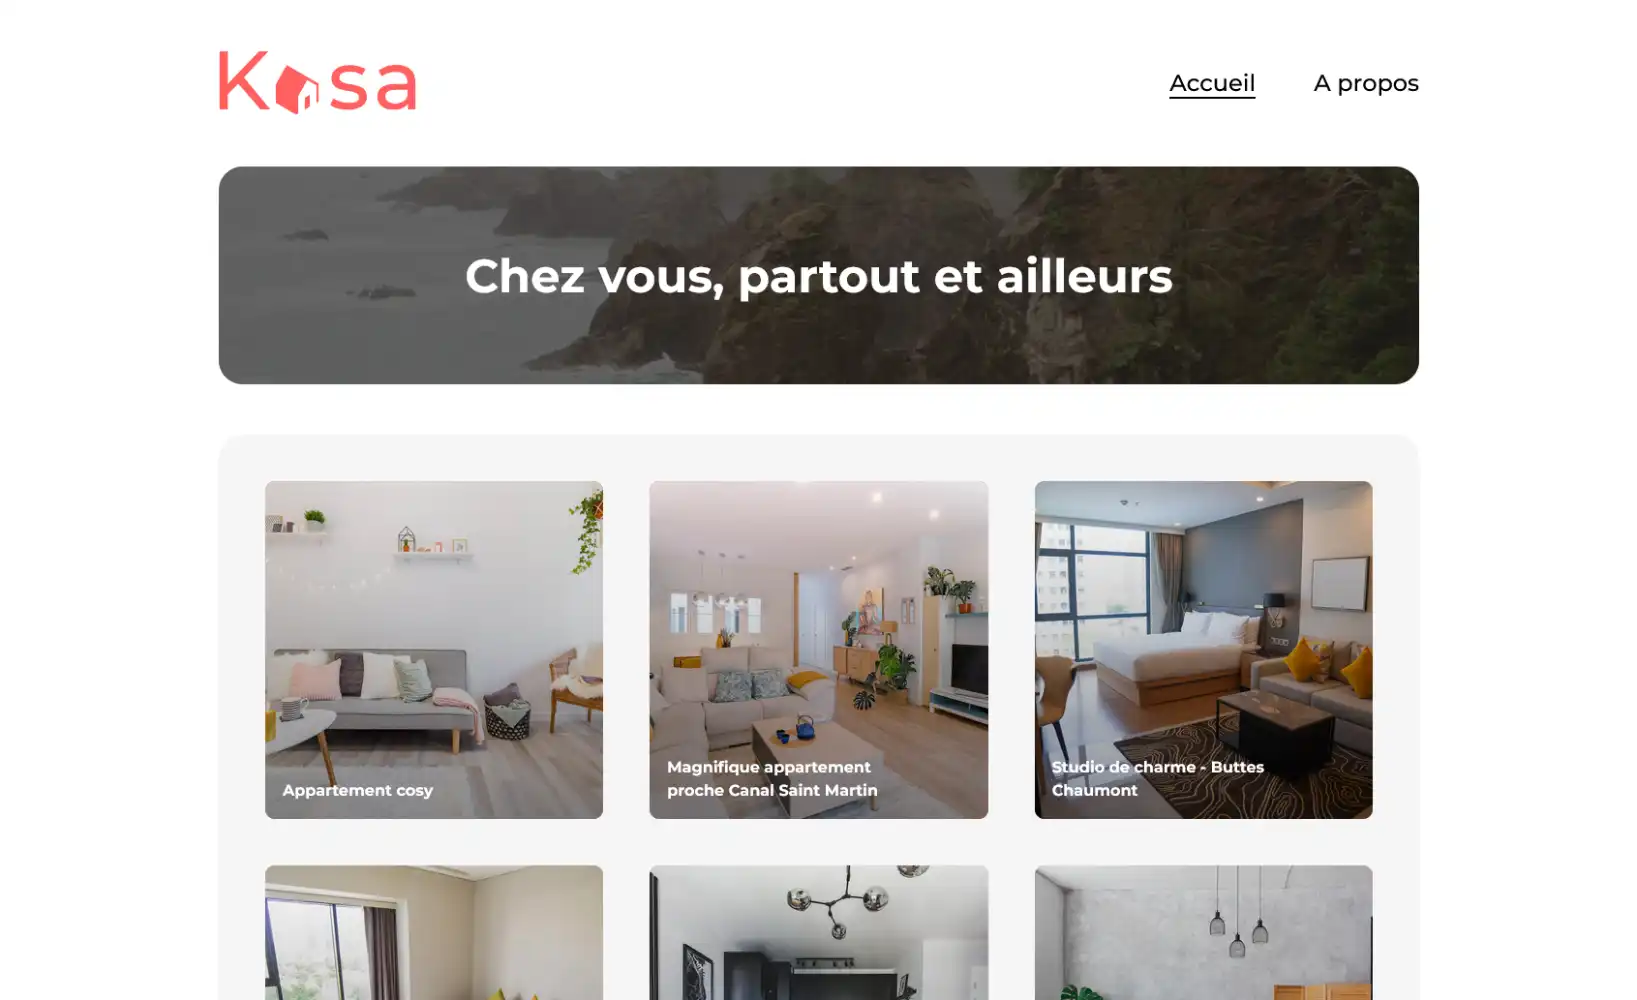 Kasa
Accueil
A propos
Chez vous, partout et ailleurs
Appartement cosy
Magnifique appartement
proche Canal Saint Martin
Studio de charme - Buttes
Chaumont